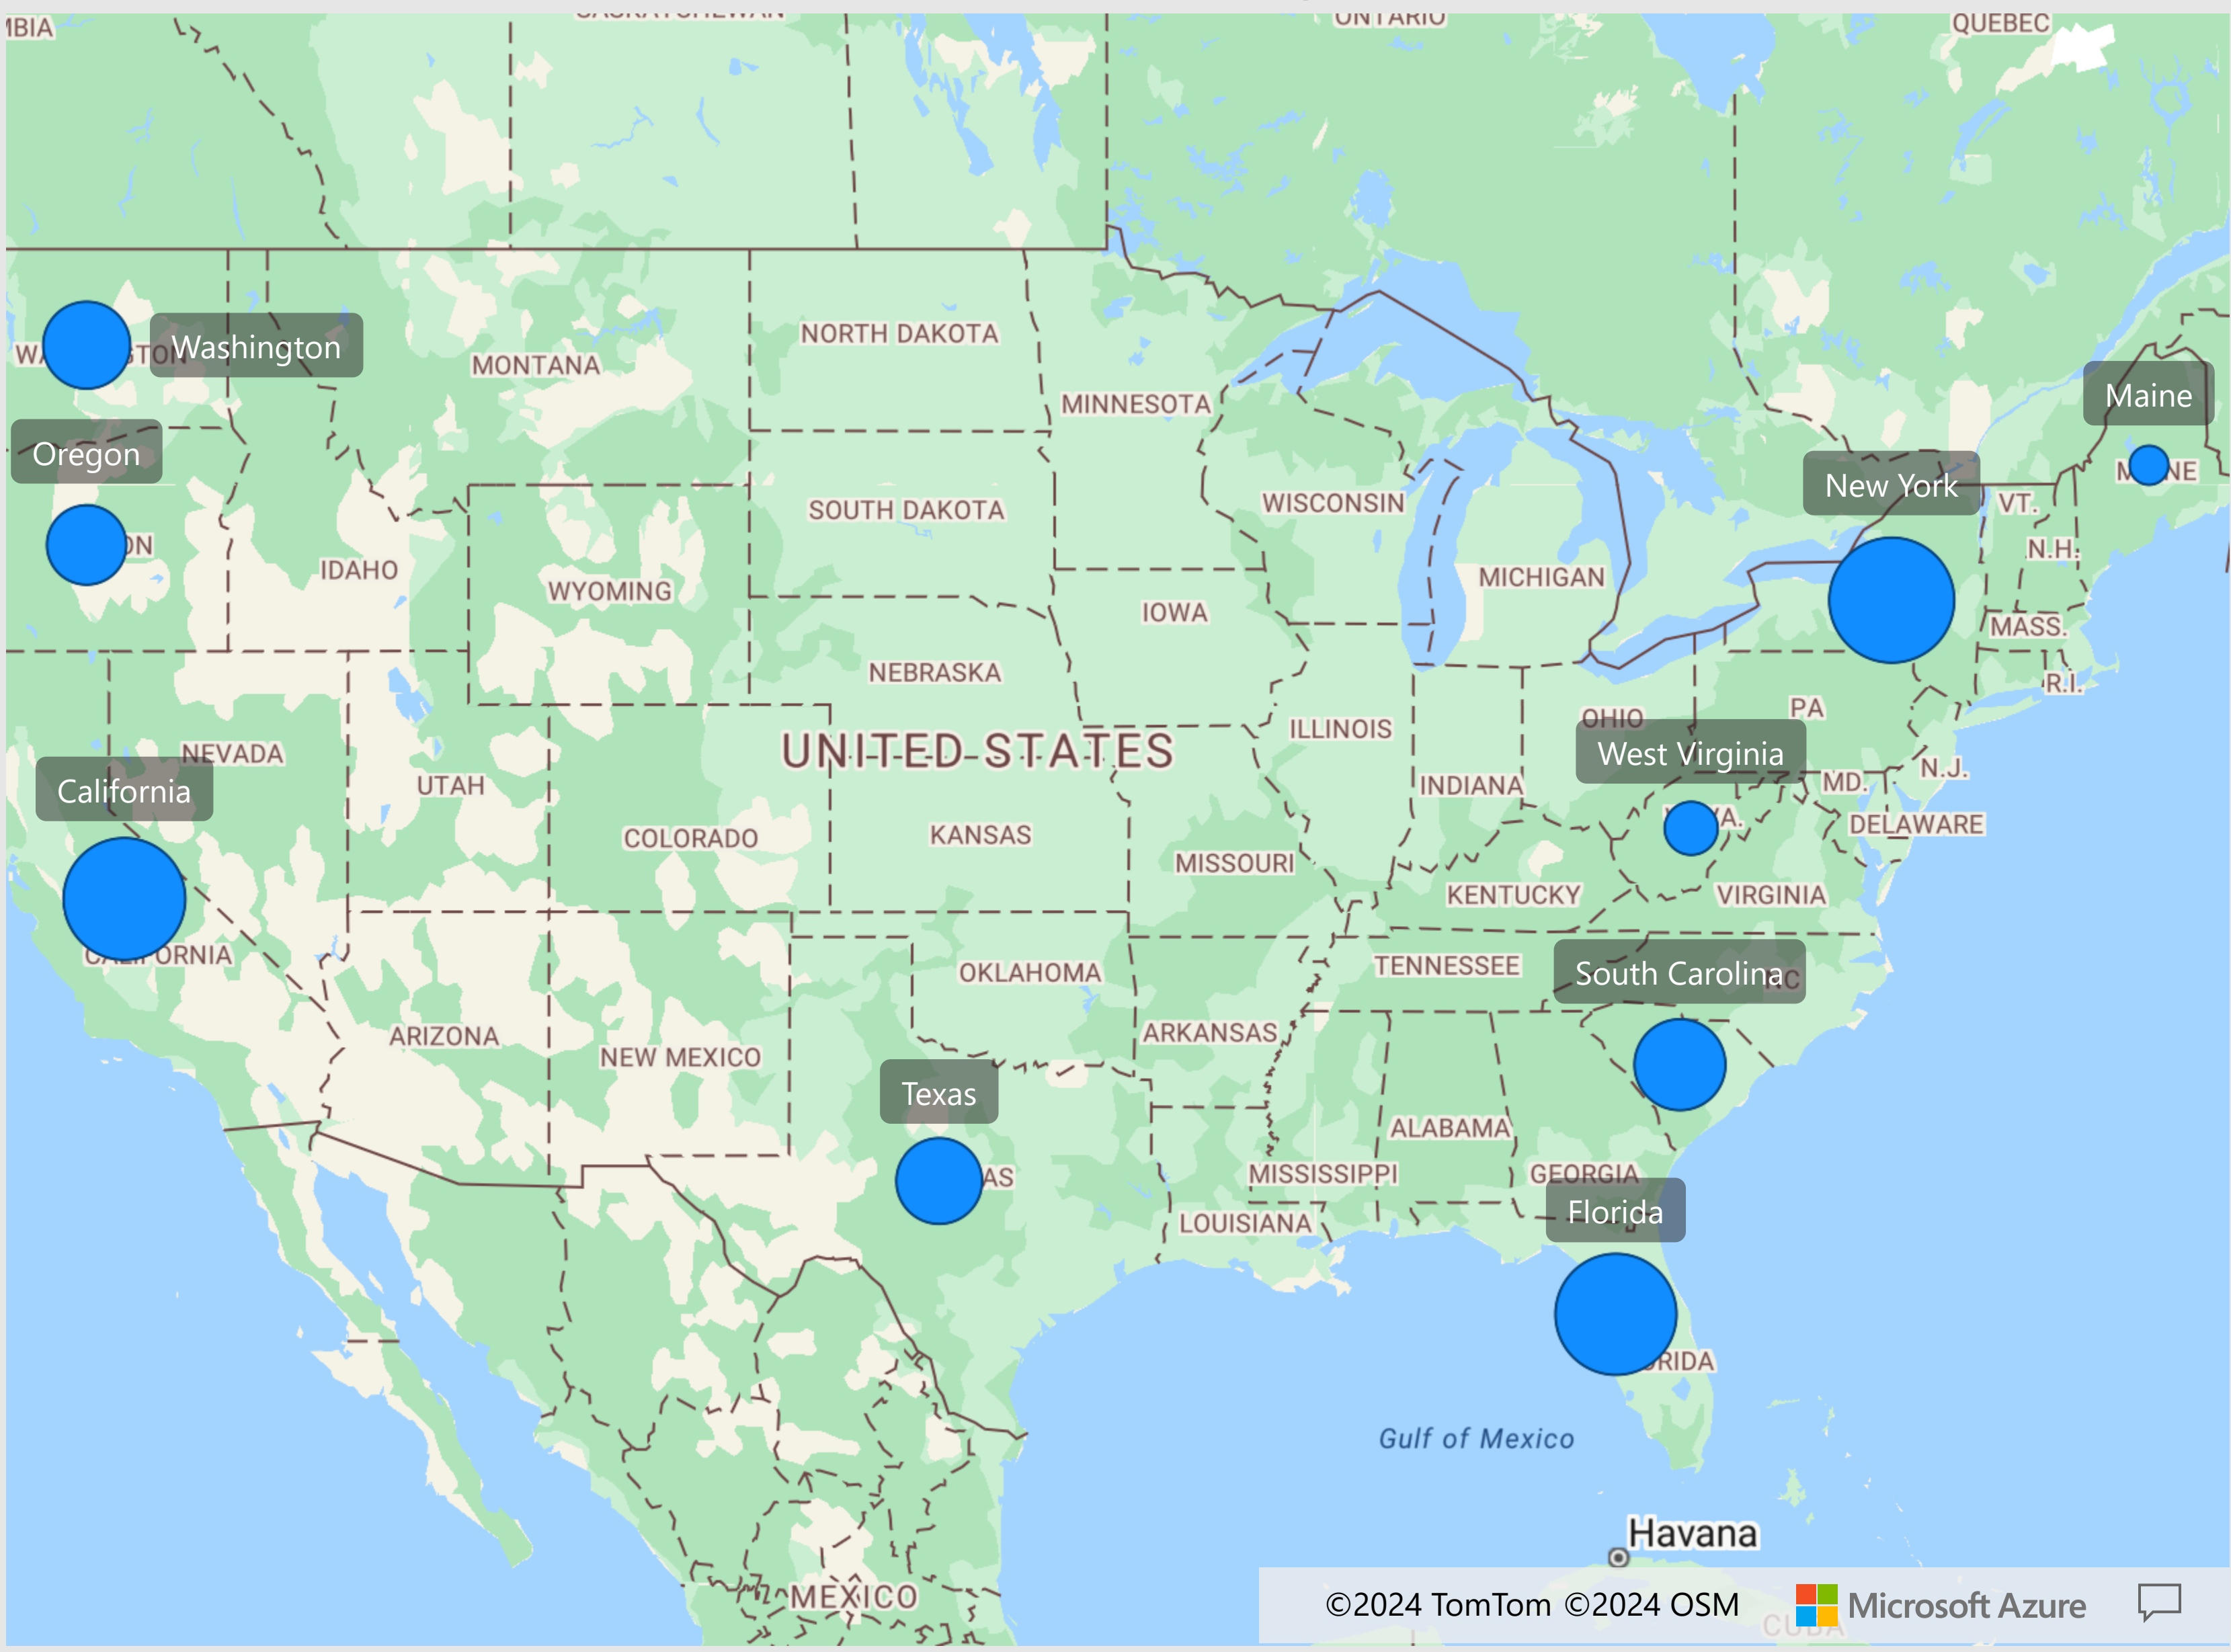 ONTARIO
QUEBEC
Washington
NORTH DAKOTA
MONTANA
MINNESOTA
Maine
Oregon
New York
WISCONSIN
VT.
SOUTH DAKOTA
N.H.
IDAHO
WYOMING
MICHIGAN
IOWA
MASS.
NEBRASKA
R.I.
PA
OHIO
ILLINOIS
UNITED STATES
NEVADA
West Virginia
N.J.
California
UTAH
INDIANA
MD.
COLORADO
KANSAS
DELAWARE
MISSOURI
KENTUCKY
VIRGINIA
CALIFORNIA
OKLAHOMA
TENNESSEE
South Carolina
NC
ARIZONA
NEW MEXICO
ARKANSAS
Texas
ALABAMA
MISSISSIPPI
GEORGIA
LOUISIANA
Florida
Gulf of Mexico
Havana
MEXICO
©2024 TomTom ©2024 OSM
Microsoft Azure
CUBA